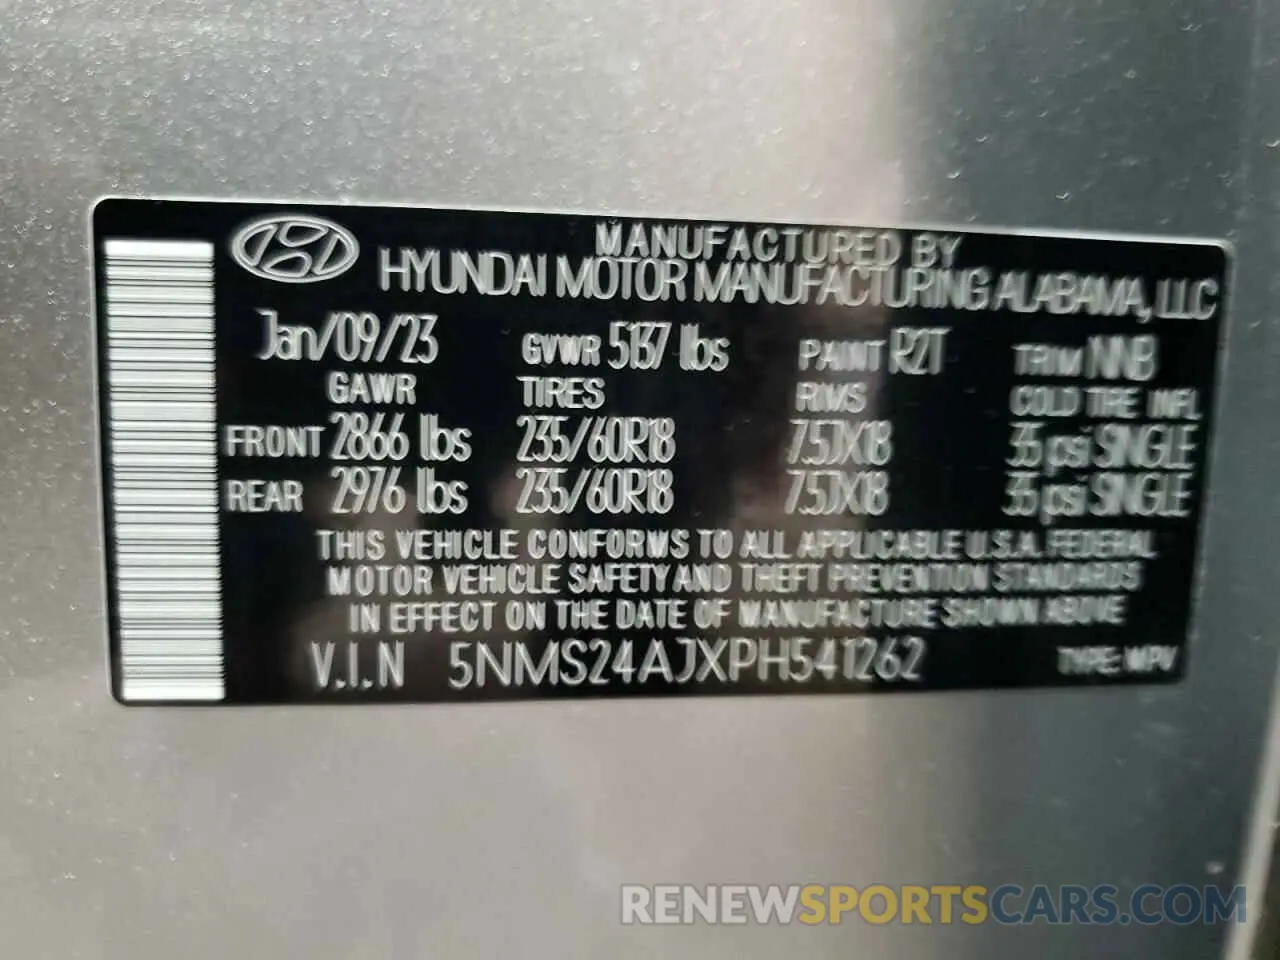 MANUFACTURED BY
HYUNDAI MOTOR MANUFACTURING ALABAMA, LLC
Jan/09/23 GVWR 5137 lbs PAINT R2T TRIM NNB
GAWR TIRES RIMS COLD TIRE INFL
FRONT 2866 lbs 235/60R18 7.5JX18 35 psi SINGLE
REAR 2976 lbs 235/60R18 7.5JX18 35 psi SINGLE
THIS VEHICLE CONFORMS TO ALL APPLICABLE U.S.A. FEDERAL
MOTOR VEHICLE SAFETY AND THEFT PREVENTION STANDARDS
IN EFFECT ON THE DATE OF MANUFACTURE SHOWN ABOVE
V.I.N 5NMS24AJXPH541262 TYPE: MPV
RENEWSPORTSCARS.COM